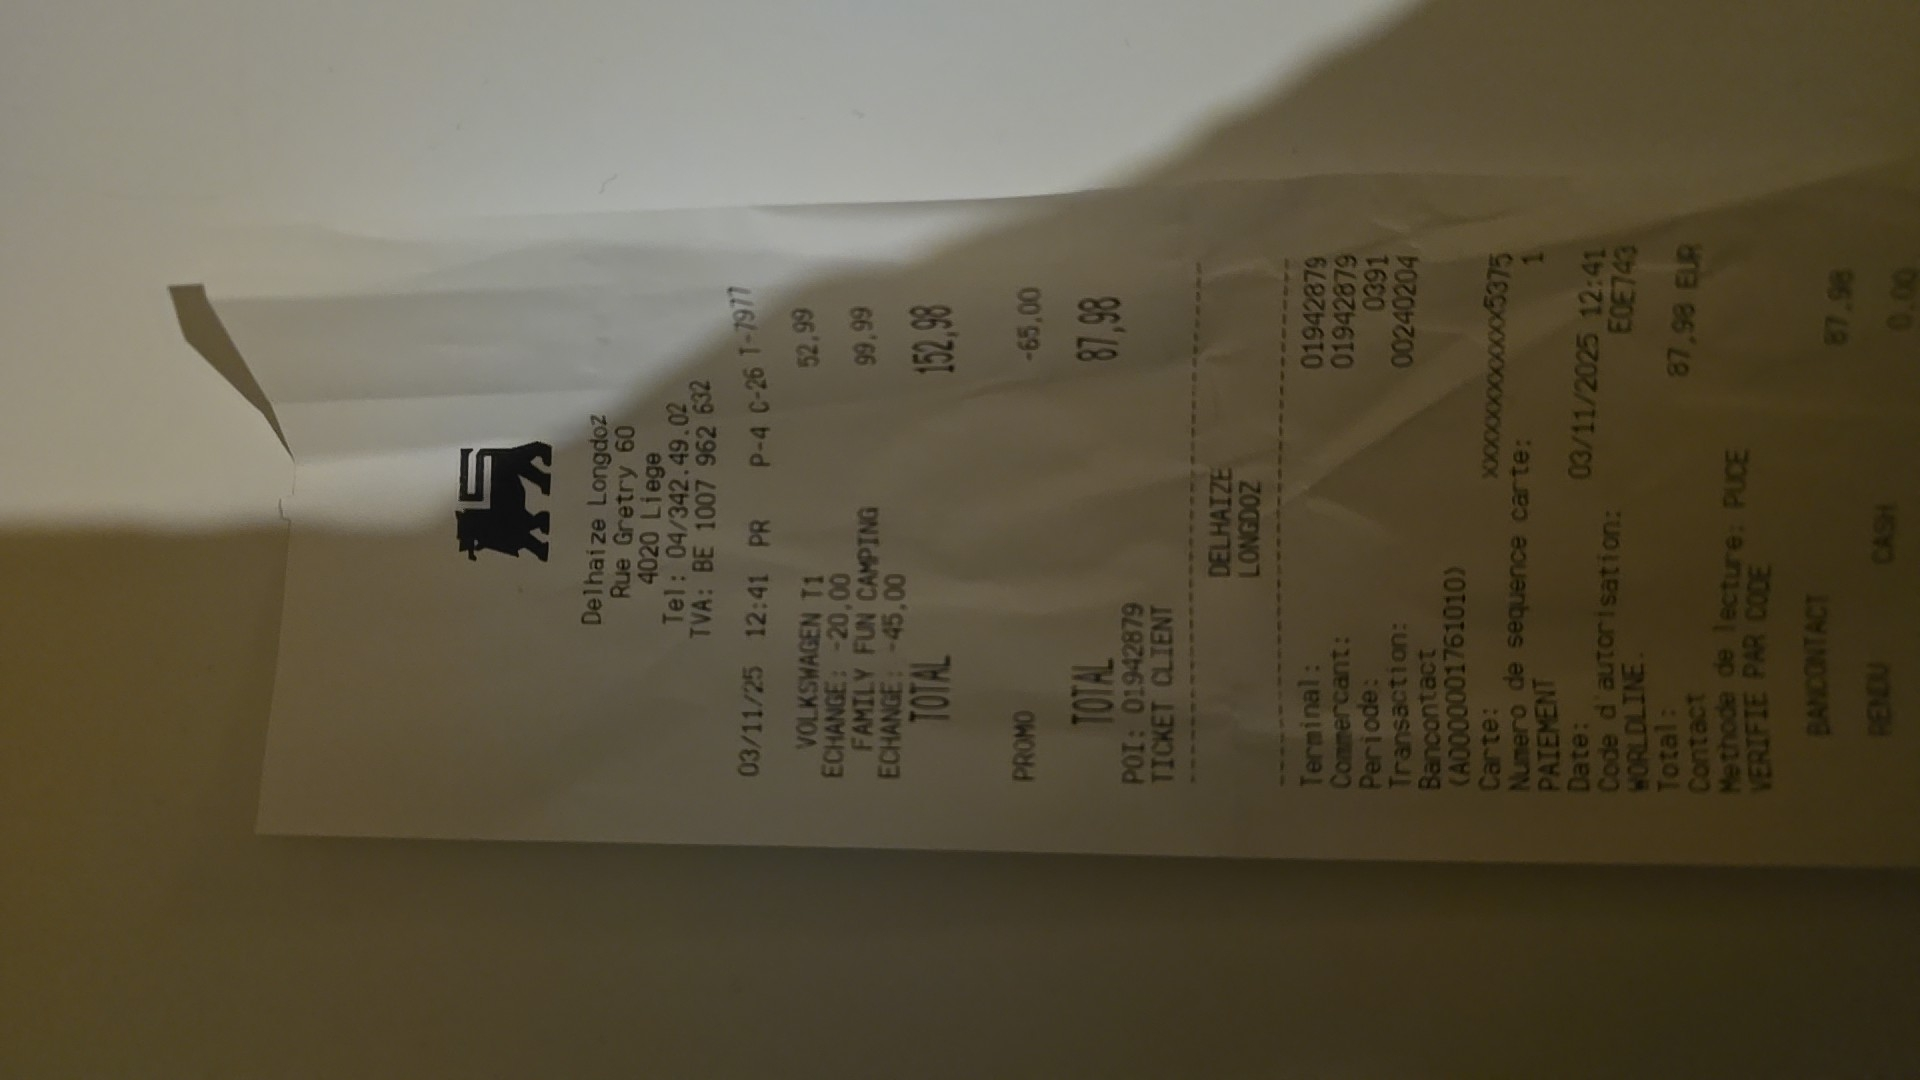 Delhaize Longdoz
Rue Gretry 60
4020 Liege
Tel: 04/342.49.02
TVA: BE 1007 962 632
03/11/25 12:41 PR P-4 C-26 T-7977
VOLKSWAGEN T1 52,99
ECHANGE: -20,00
FAMILY FUN CAMPING 99,99
ECHANGE: -45,00
TOTAL 152,98
PROMO -65,00
TOTAL 87,98
POI: 01942879
TICKET CLIENT
DELHAIZE
LONGDOZ
Terminal: 01942879
Commercant: 01942879
Periode: 0391
Transaction: 00240204
Bancontact
(A0000001761010)
Carte: xxxxxxxxxxxxx5375
Numero de sequence carte: 1
PAIEMENT
Date: 03/11/2025 12:41
Code d'autorisation: E0E743
WORLDLINE.
Total: 87,98 EUR
Contact
Methode de lecture: PUCE
VERIFIE PAR CODE
BANCONTACT 87,98
RENDU CASH 0,00